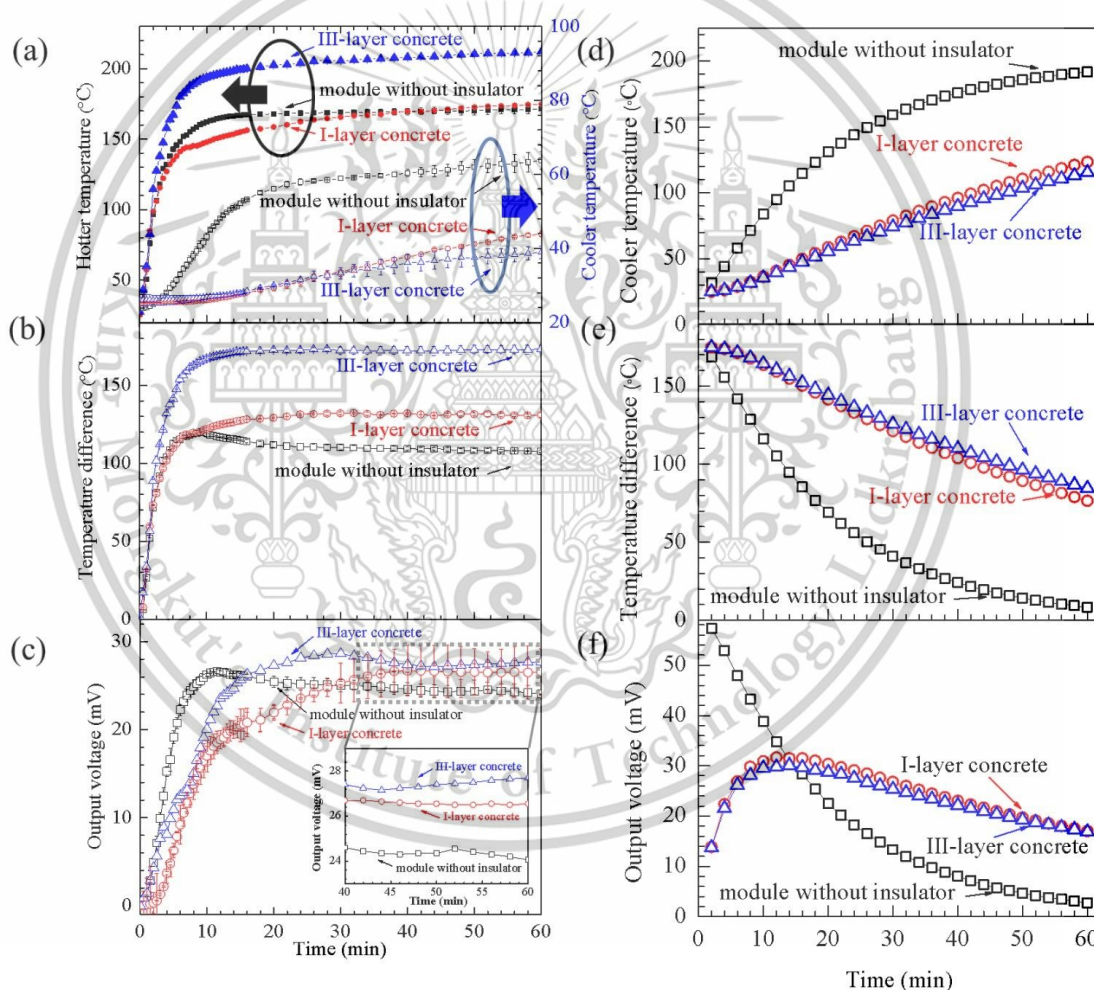 (a)
Hotter temperature (°C)
200
150
100
50
III-layer concrete
module without insulator
I-layer concrete
module without insulator
I-layer concrete
III-layer concrete
100
80
60
40
20
Cooler temperature (°C)
(b)
Temperature difference (°C)
150
100
50
0
III-layer concrete
I-layer concrete
module without insulator
(c)
Output voltage (mV)
30
20
10
0
III-layer concrete
module without insulator
I-layer concrete
Output voltage (mV)
28
26
24
III-layer concrete
I-layer concrete
module without insulator
40 45 50 55 60
Time (min)
0 10 20 30 40 50 60
Time (min)
(d)
Cooler temperature (°C)
200
150
100
50
0
module without insulator
I-layer concrete
III-layer concrete
(e)
Temperature difference (°C)
150
100
50
0
III-layer concrete
I-layer concrete
module without insulator
(f)
Output voltage (mV)
50
40
30
20
10
0
I-layer concrete
III-layer concrete
module without insulator
0 10 20 30 40 50 60
Time (min)
King Mongkut's Institute of Technology Ladkrabang